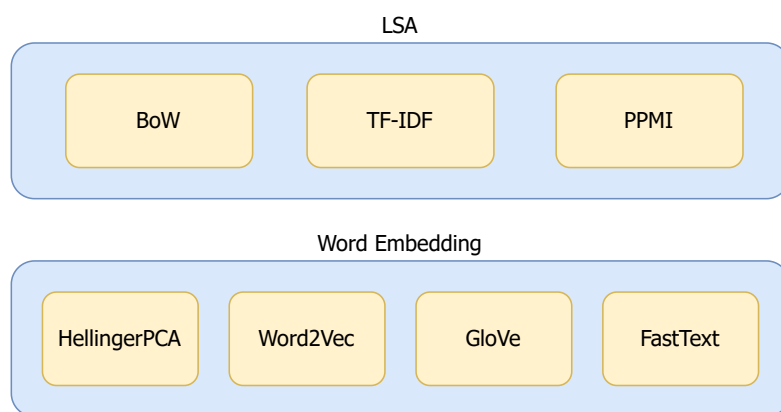 LSA
BoW TF-IDF PPMI
Word Embedding
HellingerPCA Word2Vec GloVe FastText